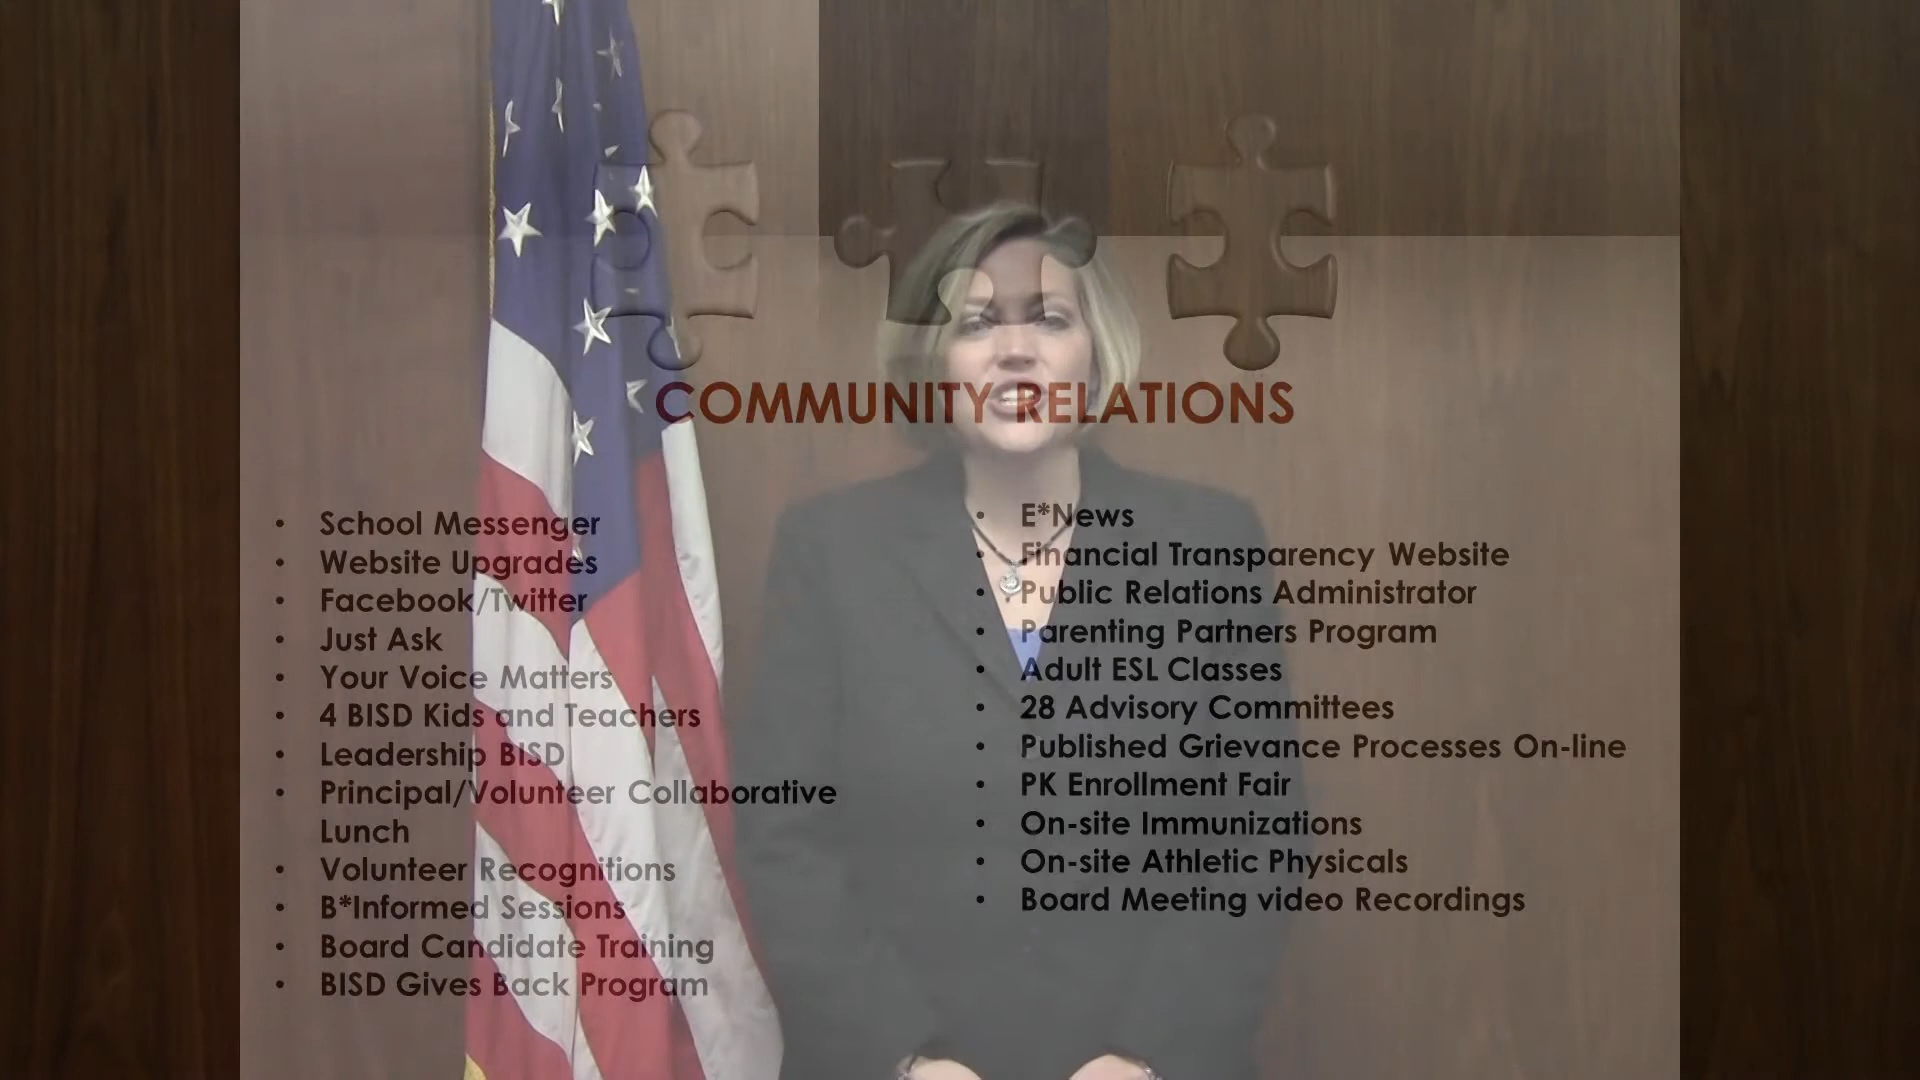 COMMUNITY RELATIONS
• School Messenger
• Website Upgrades
• Facebook/Twitter
• Just Ask
• Your Voice Matters
• 4 BISD Kids and Teachers
• Leadership BISD
• Principal/Volunteer Collaborative
Lunch
• Volunteer Recognitions
• B*Informed Sessions
• Board Candidate Training
• BISD Gives Back Program
• E*News
• Financial Transparency Website
• Public Relations Administrator
• Parenting Partners Program
• Adult ESL Classes
• 28 Advisory Committees
• Published Grievance Processes On-line
• PK Enrollment Fair
• On-site Immunizations
• On-site Athletic Physicals
• Board Meeting video Recordings